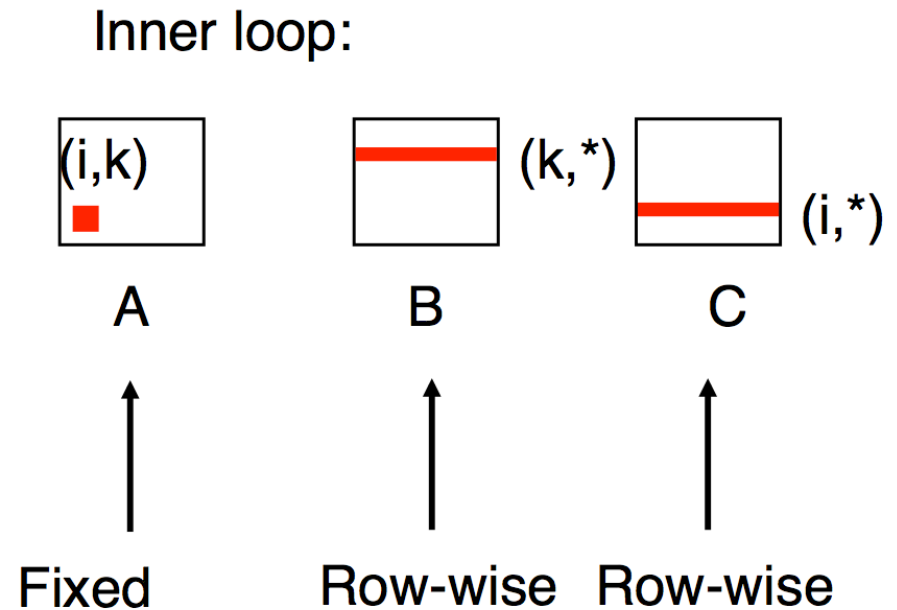 Inner loop:
(i,k)
(k,*)
(i,*)
A
B
C
Fixed
Row-wise
Row-wise